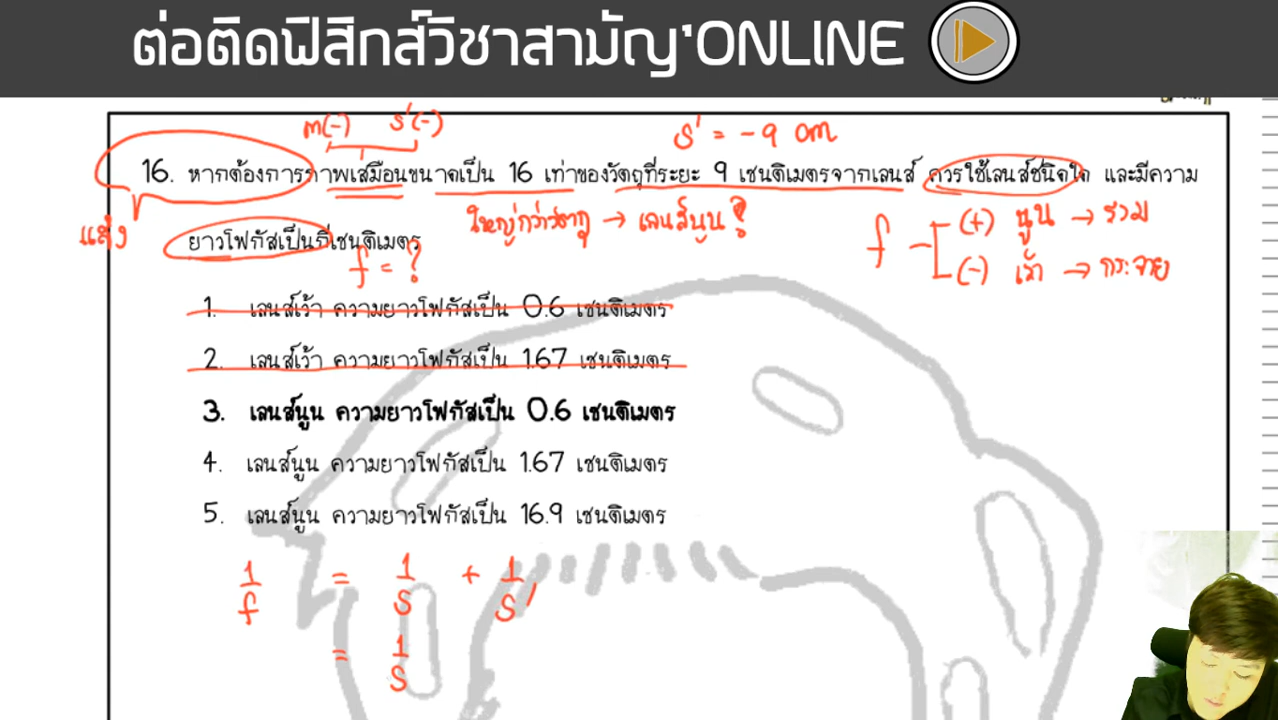 ต่อติดฟิสิกส์วิชาสามัญ'ONLINE
m(-) s'(-)
s' = -9 cm
16. หากต้องการภาพเสมือนขนาดเป็น 16 เท่าของวัตถุที่ระยะ 9 เซนติเมตรจากเลนส์ ควรใช้เลนส์ชนิดใด และมีความ
แสง
ใหญ่กว่าวัตถุ → เลนส์นูน ?
f (+) นูน → รวม
ยาวโฟกัสเป็นกี่เซนติเมตร
f = ?
(-) เว้า → กระจาย
1. เลนส์เว้า ความยาวโฟกัสเป็น 0.6 เซนติเมตร
2. เลนส์เว้า ความยาวโฟกัสเป็น 1.67 เซนติเมตร
3. เลนส์นูน ความยาวโฟกัสเป็น 0.6 เซนติเมตร
4. เลนส์นูน ความยาวโฟกัสเป็น 1.67 เซนติเมตร
5. เลนส์นูน ความยาวโฟกัสเป็น 16.9 เซนติเมตร
1/f = 1/s + 1/s'
= 1/s